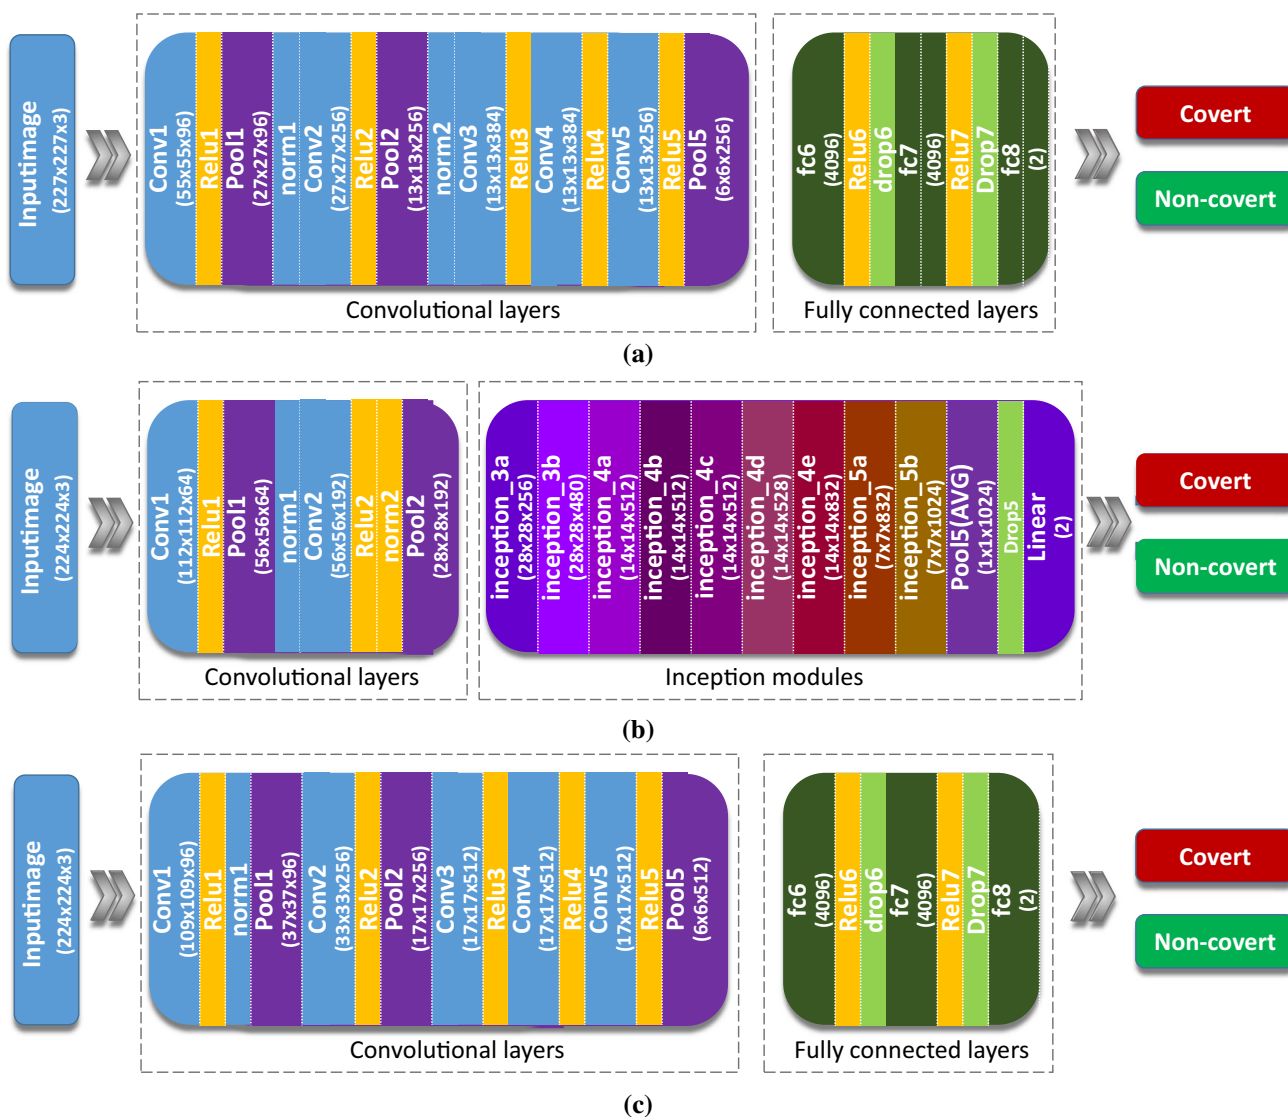 Inputimage
(227x227x3)
Conv1
(55x55x96)
Relu1
Pool1
(27x27x96)
norm1
Conv2
(27x27x256)
Relu2
Pool2
(13x13x256)
norm2
Conv3
(13x13x384)
Relu3
Conv4
(13x13x384)
Relu4
Conv5
(13x13x256)
Relu5
Pool5
(6x6x256)
Convolutional layers
fc6
(4096)
Relu6
drop6
fc7
(4096)
Relu7
Drop7
fc8
(2)
Fully connected layers
Covert
Non-covert
(a)
Inputimage
(224x224x3)
Conv1
(112x112x64)
Relu1
Pool1
(56x56x64)
norm1
Conv2
(56x56x192)
Relu2
norm2
Pool2
(28x28x192)
Convolutional layers
inception_3a
(28x28x256)
inception_3b
(28x28x480)
inception_4a
(14x14x512)
inception_4b
(14x14x512)
inception_4c
(14x14x512)
inception_4d
(14x14x528)
inception_4e
(14x14x832)
inception_5a
(7x7x832)
inception_5b
(7x7x1024)
Pool5(AVG)
(1x1x1024)
Drop5
Linear
(2)
Inception modules
Covert
Non-covert
(b)
Inputimage
(224x224x3)
Conv1
(109x109x96)
Relu1
norm1
Pool1
(37x37x96)
Conv2
(33x33x256)
Relu2
Pool2
(17x17x256)
Conv3
(17x17x512)
Relu3
Conv4
(17x17x512)
Relu4
Conv5
(17x17x512)
Relu5
Pool5
(6x6x512)
Convolutional layers
fc6
(4096)
Relu6
drop6
fc7
(4096)
Relu7
Drop7
fc8
(2)
Fully connected layers
Covert
Non-covert
(c)